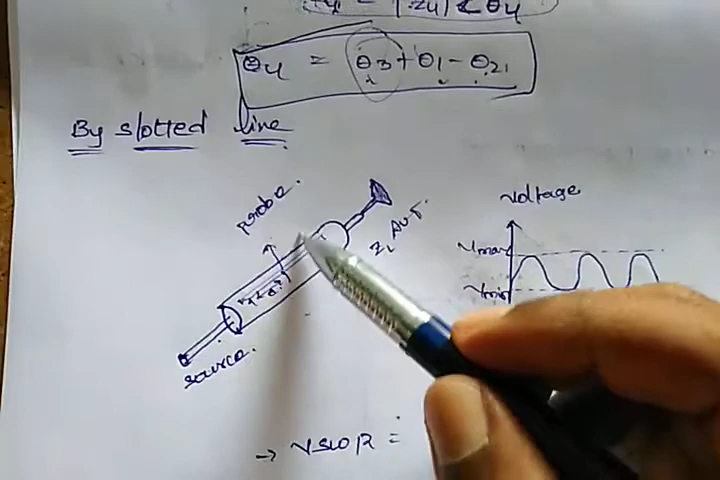 θ4 = θ3 + θ1 - θ21
By slotted line
probe.
ZL AUT.
source.
voltage
Vmax
Vmin
→ VSWR =